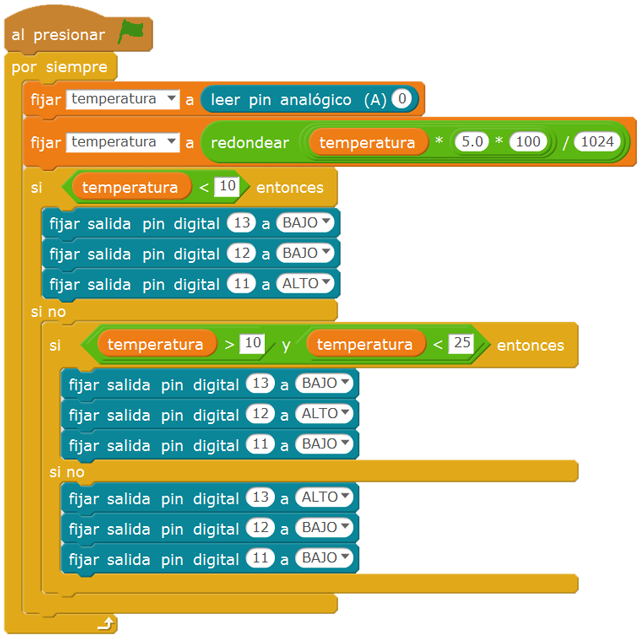 al presionar
por siempre
fijar temperatura a leer pin analógico (A) 0
fijar temperatura a redondear temperatura * 5.0 * 100 / 1024
si temperatura < 10 entonces
fijar salida pin digital 13 a BAJO
fijar salida pin digital 12 a BAJO
fijar salida pin digital 11 a ALTO
si no
si temperatura > 10 y temperatura < 25 entonces
fijar salida pin digital 13 a BAJO
fijar salida pin digital 12 a ALTO
fijar salida pin digital 11 a BAJO
si no
fijar salida pin digital 13 a ALTO
fijar salida pin digital 12 a BAJO
fijar salida pin digital 11 a BAJO